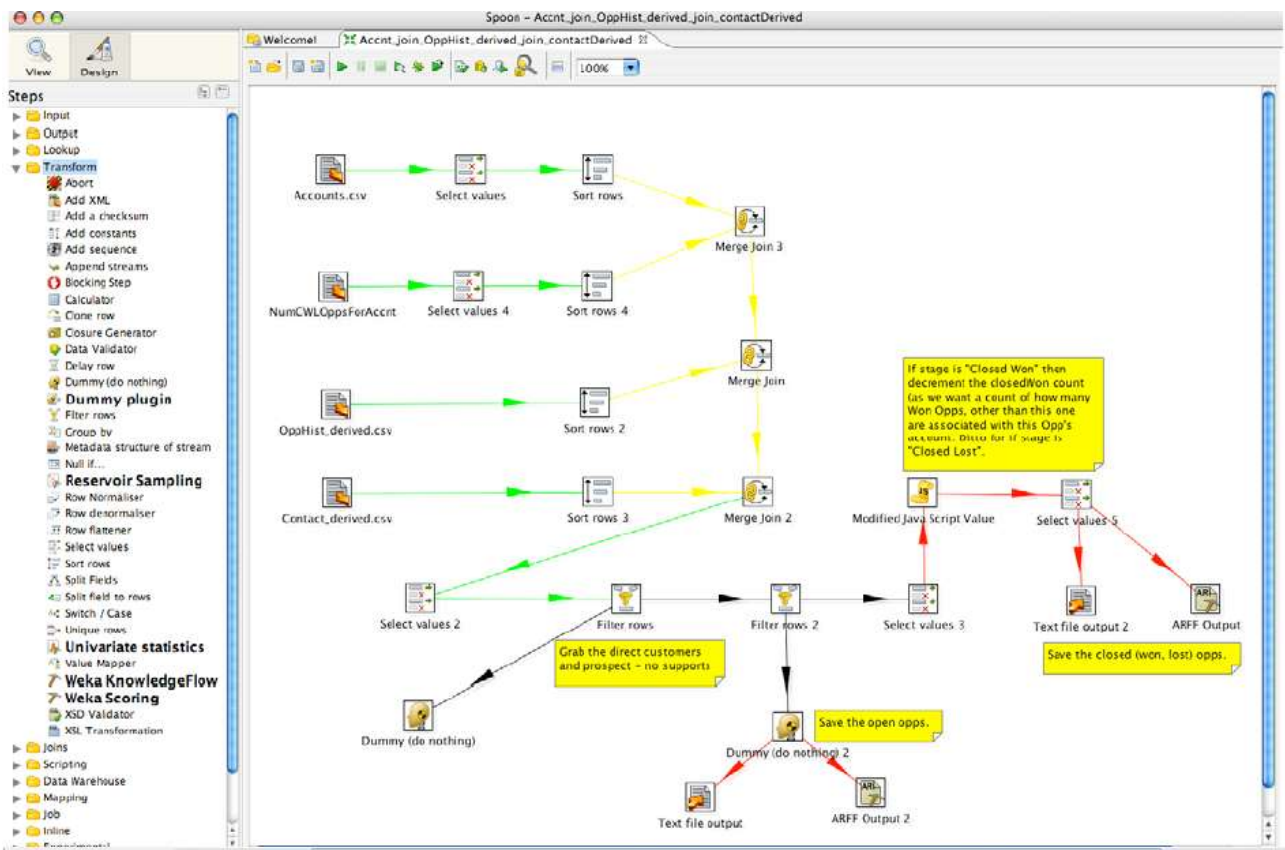 Spoon - Accnt_join_OppHist_derived_join_contactDerived
View
Design
Welcome!
Accnt_join_OppHist_derived_join_contactDerived
100%
Steps
Input
Output
Lookup
Transform
Abort
Add XML
Add a checksum
Add constants
Add sequence
Append streams
Blocking Step
Calculator
Clone row
Closure Generator
Data Validator
Delay row
Dummy (do nothing)
Dummy plugin
Filter rows
Group by
Metadata structure of stream
Null if...
Reservoir Sampling
Row Normaliser
Row denormaliser
Row flattener
Select values
Sort rows
Split Fields
Split field to rows
Switch / Case
Unique rows
Univariate statistics
Value Mapper
Weka KnowledgeFlow
Weka Scoring
XSD Validator
XSL Transformation
Joins
Scripting
Data Warehouse
Mapping
Job
Inline
Experimental
Accounts.csv
Select values
Sort rows
Merge Join 3
NumCWLOppsForAccnt
Select values 4
Sort rows 4
Merge Join
OppHist_derived.csv
Sort rows 2
If stage is "Closed Won" then
decrement the closedWon count
(as we want a count of how many
Won Opps, other than this one
are associated with this Opp's
account. Ditto for if stage is
"Closed Lost".
Contact_derived.csv
Sort rows 3
Merge Join 2
JS
Modified Java Script Value
Select values 5
Select values 2
Filter rows
Filter rows 2
Select values 3
Text file output 2
ARI
ARFF Output
Grab the direct customers
and prospect - no supports
Save the closed (won, lost) opps.
Dummy (do nothing)
Save the open opps.
Dummy (do nothing) 2
Text file output
ARI
ARFF Output 2